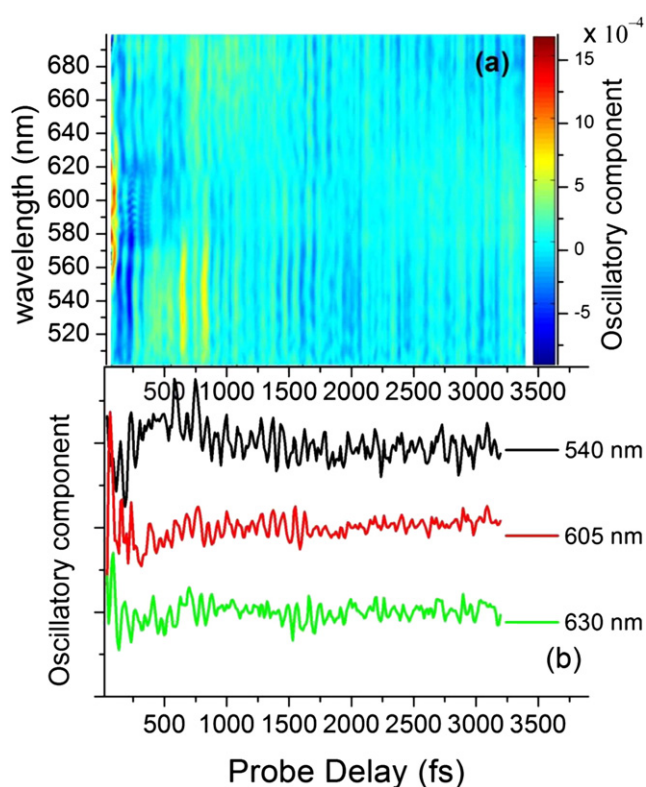 x 10⁻⁴
(a)
680
660
640
620
600
580
560
540
520
wavelength (nm)
15
10
5
0
-5
Oscillatory component
500 1000 1500 2000 2500 3000 3500
540 nm
605 nm
630 nm
(b)
Oscillatory component
500 1000 1500 2000 2500 3000 3500
Probe Delay (fs)